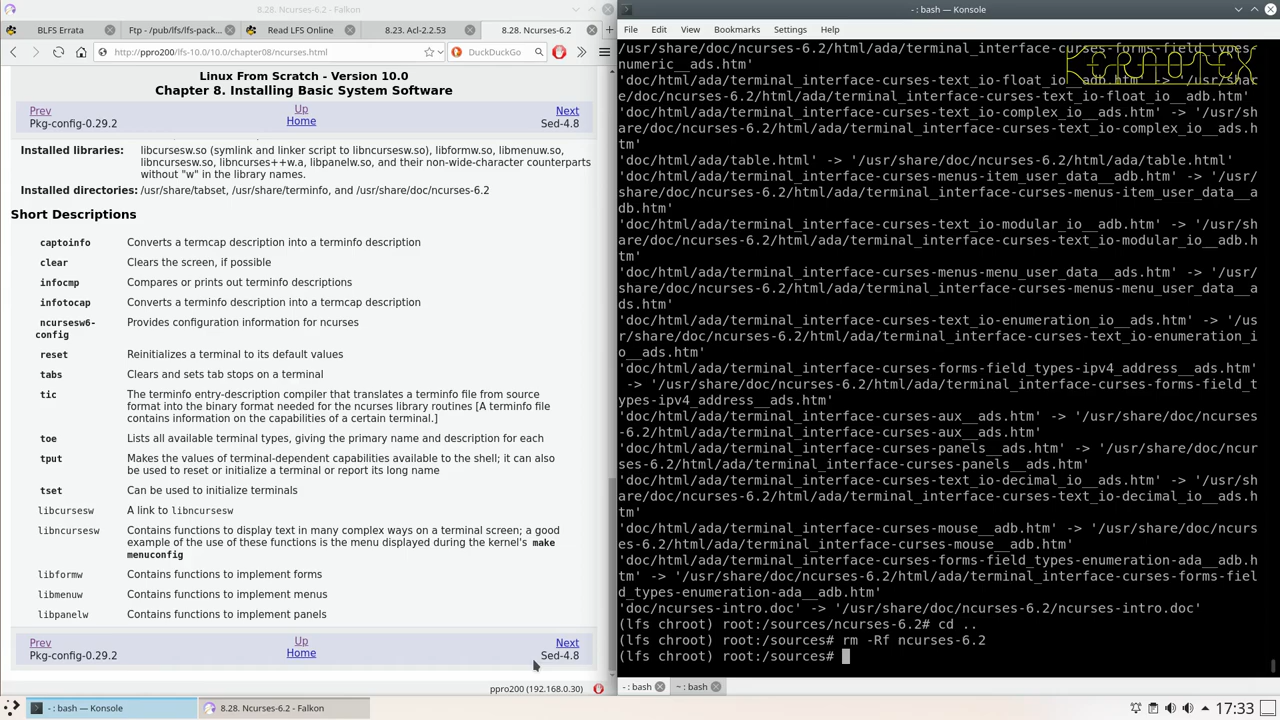 8.28. Ncurses-6.2 - Falkon
BLFS Errata
Ftp - /pub/lfs/lfs-pack...
Read LFS Online
8.23. Acl-2.2.53
8.28. Ncurses-6.2
http://ppro200/lfs-10.0/10.0/chapter08/ncurses.html
DuckDuckGo
Linux From Scratch - Version 10.0
Chapter 8. Installing Basic System Software
Prev
Up
Next
Pkg-config-0.29.2
Home
Sed-4.8
Installed libraries: libcursesw.so (symlink and linker script to libncursesw.so), libformw.so, libmenuw.so,
libncursesw.so, libncurses++w.a, libpanelw.so, and their non-wide-character counterparts
without "w" in the library names.
Installed directories: /usr/share/tabset, /usr/share/terminfo, and /usr/share/doc/ncurses-6.2
Short Descriptions
captoinfo Converts a termcap description into a terminfo description
clear Clears the screen, if possible
infocmp Compares or prints out terminfo descriptions
infotocap Converts a terminfo description into a termcap description
ncursesw6- Provides configuration information for ncurses
config
reset Reinitializes a terminal to its default values
tabs Clears and sets tab stops on a terminal
tic The terminfo entry-description compiler that translates a terminfo file from source
format into the binary format needed for the ncurses library routines [A terminfo file
contains information on the capabilities of a certain terminal.]
toe Lists all available terminal types, giving the primary name and description for each
tput Makes the values of terminal-dependent capabilities available to the shell; it can also
be used to reset or initialize a terminal or report its long name
tset Can be used to initialize terminals
libcursesw A link to libncursesw
libncursesw Contains functions to display text in many complex ways on a terminal screen; a good
example of the use of these functions is the menu displayed during the kernel's make
menuconfig
libformw Contains functions to implement forms
libmenuw Contains functions to implement menus
libpanelw Contains functions to implement panels
Prev
Up
Next
Pkg-config-0.29.2
Home
Sed-4.8
ppro200 (192.168.0.30)
- : bash — Konsole
File Edit View Bookmarks Settings Help
/usr/share/doc/ncurses-6.2/html/ada/terminal_interface-curses-forms-field_types-
numeric__ads.htm'
'doc/html/ada/terminal_interface-curses-text_io-float_io__adb.htm' -> '/usr/shar
e/doc/ncurses-6.2/html/ada/terminal_interface-curses-text_io-float_io__adb.htm'
'doc/html/ada/terminal_interface-curses-text_io-complex_io__ads.htm' -> '/usr/sh
are/doc/ncurses-6.2/html/ada/terminal_interface-curses-text_io-complex_io__ads.h
tm'
'doc/html/ada/table.html' -> '/usr/share/doc/ncurses-6.2/html/ada/table.html'
'doc/html/ada/terminal_interface-curses-menus-item_user_data__adb.htm' -> '/usr/
share/doc/ncurses-6.2/html/ada/terminal_interface-curses-menus-item_user_data__a
db.htm'
'doc/html/ada/terminal_interface-curses-text_io-modular_io__adb.htm' -> '/usr/sh
are/doc/ncurses-6.2/html/ada/terminal_interface-curses-text_io-modular_io__adb.h
tm'
'doc/html/ada/terminal_interface-curses-menus-menu_user_data__ads.htm' -> '/usr/
share/doc/ncurses-6.2/html/ada/terminal_interface-curses-menus-menu_user_data__a
ds.htm'
'doc/html/ada/terminal_interface-curses-text_io-enumeration_io__ads.htm' -> '/us
r/share/doc/ncurses-6.2/html/ada/terminal_interface-curses-text_io-enumeration_i
o__ads.htm'
'doc/html/ada/terminal_interface-curses-forms-field_types-ipv4_address__ads.htm'
-> '/usr/share/doc/ncurses-6.2/html/ada/terminal_interface-curses-forms-field_t
ypes-ipv4_address__ads.htm'
'doc/html/ada/terminal_interface-curses-aux__ads.htm' -> '/usr/share/doc/ncurses
-6.2/html/ada/terminal_interface-curses-aux__ads.htm'
'doc/html/ada/terminal_interface-curses-panels__ads.htm' -> '/usr/share/doc/ncur
ses-6.2/html/ada/terminal_interface-curses-panels__ads.htm'
'doc/html/ada/terminal_interface-curses-text_io-decimal_io__ads.htm' -> '/usr/sh
are/doc/ncurses-6.2/html/ada/terminal_interface-curses-text_io-decimal_io__ads.h
tm'
'doc/html/ada/terminal_interface-curses-mouse__adb.htm' -> '/usr/share/doc/ncurs
es-6.2/html/ada/terminal_interface-curses-mouse__adb.htm'
'doc/html/ada/terminal_interface-curses-forms-field_types-enumeration-ada__adb.h
tm' -> '/usr/share/doc/ncurses-6.2/html/ada/terminal_interface-curses-forms-fiel
d_types-enumeration-ada__adb.htm'
'doc/ncurses-intro.doc' -> '/usr/share/doc/ncurses-6.2/ncurses-intro.doc'
(lfs chroot) root:/sources/ncurses-6.2# cd ..
(lfs chroot) root:/sources# rm -Rf ncurses-6.2
(lfs chroot) root:/sources#
- : bash
~ : bash
- : bash — Konsole
8.28. Ncurses-6.2 - Falkon
17:33